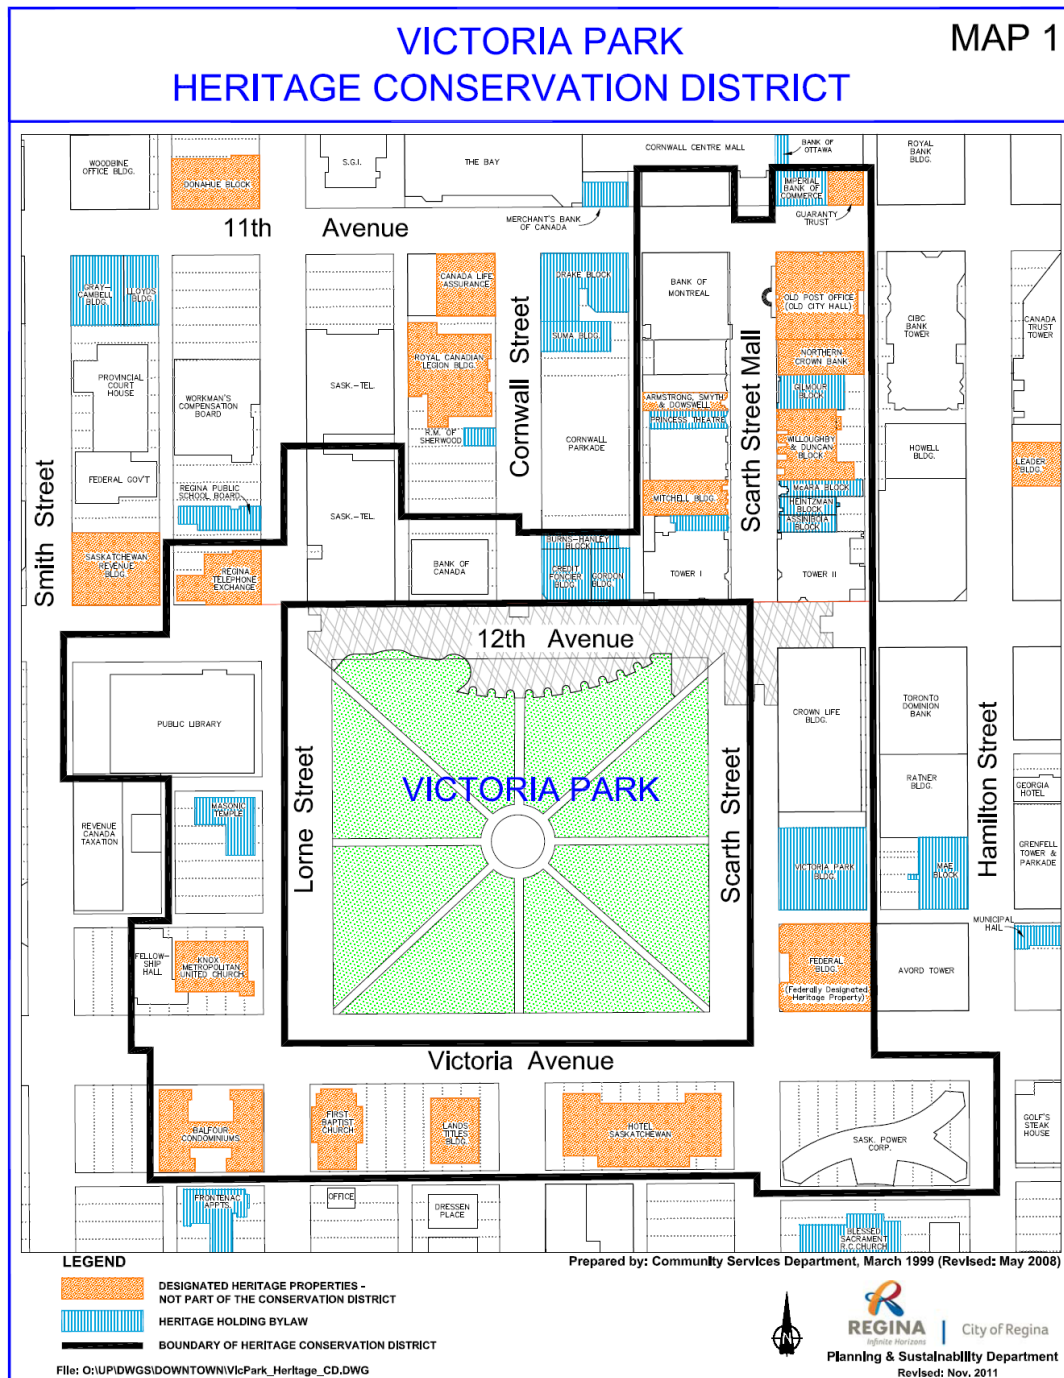 VICTORIA PARK
HERITAGE CONSERVATION DISTRICT
MAP 1
WOODBINE
OFFICE BLDG.
DONAHUE BLOCK
S.G.I.
THE BAY
CORNWALL CENTRE MALL
BANK OF
OTTAWA
ROYAL
BANK
BLDG.
IMPERIAL
BANK OF
COMMERCE
MERCHANT'S BANK
OF CANADA
GUARANTY
TRUST
11th Avenue
GRAY-
CAMBELL
BLDG.
LLOYDS
BLDG.
CANADA LIFE
ASSURANCE
DRAKE BLOCK
BANK OF
MONTREAL
OLD POST OFFICE
(OLD CITY HALL)
CIBC
BANK
TOWER
CANADA
TRUST
TOWER
SUMA BLDG
ROYAL CANADIAN
LEGION BLDG.
NORTHERN
CROWN BANK
PROVINCIAL
COURT
HOUSE
WORKMAN'S
COMPENSATION
BOARD
SASK.-TEL.
Cornwall Street
GILMOUR
BLOCK
ARMSTRONG, SMYTH
& DOWSWELL
PRINCESS THEATRE
Scarth Street Mall
R.M. OF
SHERWOOD
CORNWALL
PARKADE
WILLOUGHBY
& DUNCAN
BLOCK
HOWELL
BLDG.
LEADER
BLDG.
Smith Street
FEDERAL GOV'T
REGINA PUBLIC
SCHOOL BOARD
SASK.-TEL.
MITCHELL BLDG.
McARA BLOCK
HEINTZMAN
BLOCK
ASSINIBOIA
BLOCK
SASKATCHEWAN
REVENUE
BLDG.
REGINA
TELEPHONE
EXCHANGE
BANK OF
CANADA
BURNS-HANLEY
BLOCK
CREDIT
FONCIER
BLDG.
GORDON
BLDG.
TOWER I
TOWER II
12th Avenue
PUBLIC LIBRARY
CROWN LIFE
BLDG.
TORONTO
DOMINION
BANK
Hamilton Street
Lorne Street
VICTORIA PARK
Scarth Street
RATNER
BLDG.
GEORGIA
HOTEL
REVENUE
CANADA
TAXATION
MASONIC
TEMPLE
GRENFELL
TOWER &
PARKADE
VICTORIA PARK
BLDG.
MAE
BLOCK
MUNICIPAL
HAIL
FELLOW-
SHIP
HALL
KNOX
METROPOLITAN
UNITED CHURCH
FEDERAL
BLDG.
(Federally Designated
Heritage Property)
AVORD TOWER
Victoria Avenue
BALFOUR
CONDOMINIUMS
FIRST
BAPTIST
CHURCH
LANDS
TITLES
BLDG.
HOTEL
SASKATCHEWAN
SASK. POWER
CORP.
GOLF'S
STEAK
HOUSE
FRONTENAC
APPTS.
OFFICE
DRESSEN
PLACE
BLESSED
SACRAMENT
R.C.CHURCH
LEGEND
DESIGNATED HERITAGE PROPERTIES -
NOT PART OF THE CONSERVATION DISTRICT
HERITAGE HOLDING BYLAW
BOUNDARY OF HERITAGE CONSERVATION DISTRICT
File: O:\UP\DWGS\DOWNTOWN\VicPark_Heritage_CD.DWG
Prepared by: Community Services Department, March 1999 (Revised: May 2008)
N
REGINA
Infinite Horizons
City of Regina
Planning & Sustainability Department
Revised: Nov. 2011